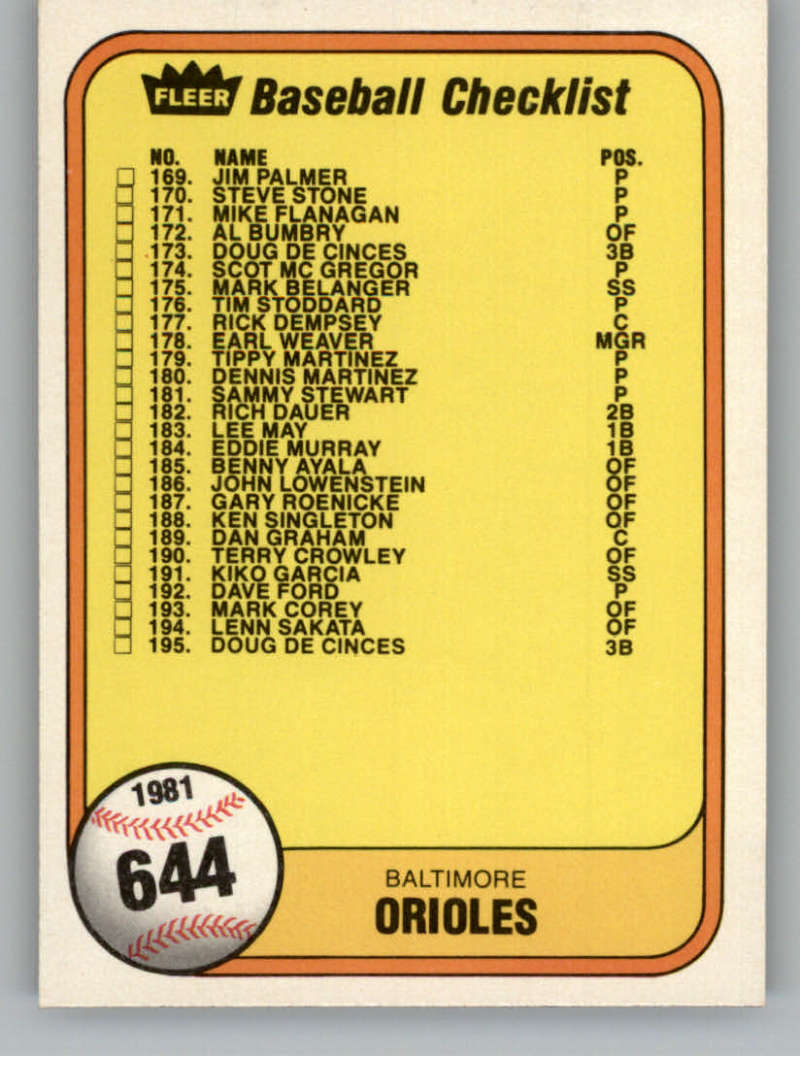 FLEER Baseball Checklist
NO. NAME POS.
169. JIM PALMER P
170. STEVE STONE P
171. MIKE FLANAGAN P
172. AL BUMBRY OF
173. DOUG DE CINCES 3B
174. SCOT MC GREGOR P
175. MARK BELANGER SS
176. TIM STODDARD P
177. RICK DEMPSEY C
178. EARL WEAVER MGR
179. TIPPY MARTINEZ P
180. DENNIS MARTINEZ P
181. SAMMY STEWART P
182. RICH DAUER 2B
183. LEE MAY 1B
184. EDDIE MURRAY 1B
185. BENNY AYALA OF
186. JOHN LOWENSTEIN OF
187. GARY ROENICKE OF
188. KEN SINGLETON OF
189. DAN GRAHAM C
190. TERRY CROWLEY OF
191. KIKO GARCIA SS
192. DAVE FORD P
193. MARK COREY OF
194. LENN SAKATA OF
195. DOUG DE CINCES 3B
1981
644
BALTIMORE
ORIOLES